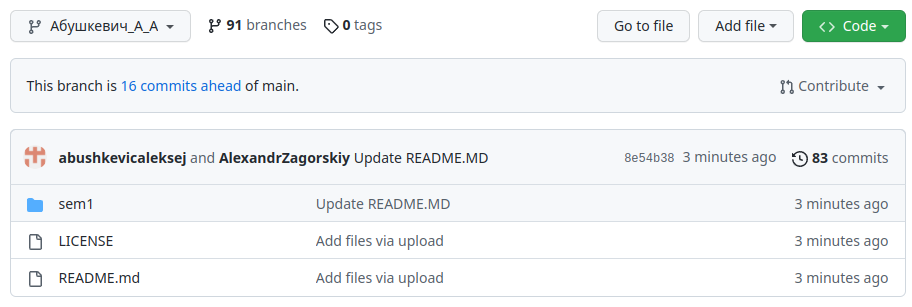 Абушкевич_А_А 91 branches 0 tags Go to file Add file Code
This branch is 16 commits ahead of main. Contribute
abushkevicaleksej and AlexandrZagorskiy Update README.MD 8e54b38 3 minutes ago 83 commits
sem1 Update README.MD 3 minutes ago
LICENSE Add files via upload 3 minutes ago
README.md Add files via upload 3 minutes ago